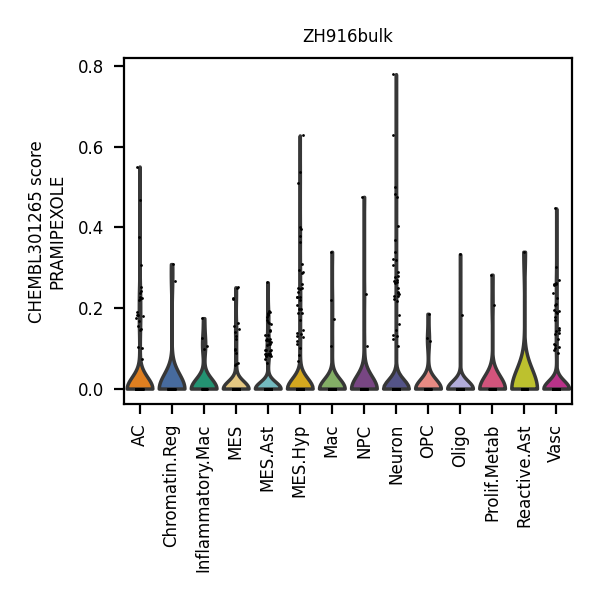 ZH916bulk
CHEMBL301265 score
PRAMIPEXOLE
0.8
0.6
0.4
0.2
0.0
AC
Chromatin.Reg
Inflammatory.Mac
MES
MES.Ast
MES.Hyp
Mac
NPC
Neuron
OPC
Oligo
Prolif.Metab
Reactive.Ast
Vasc